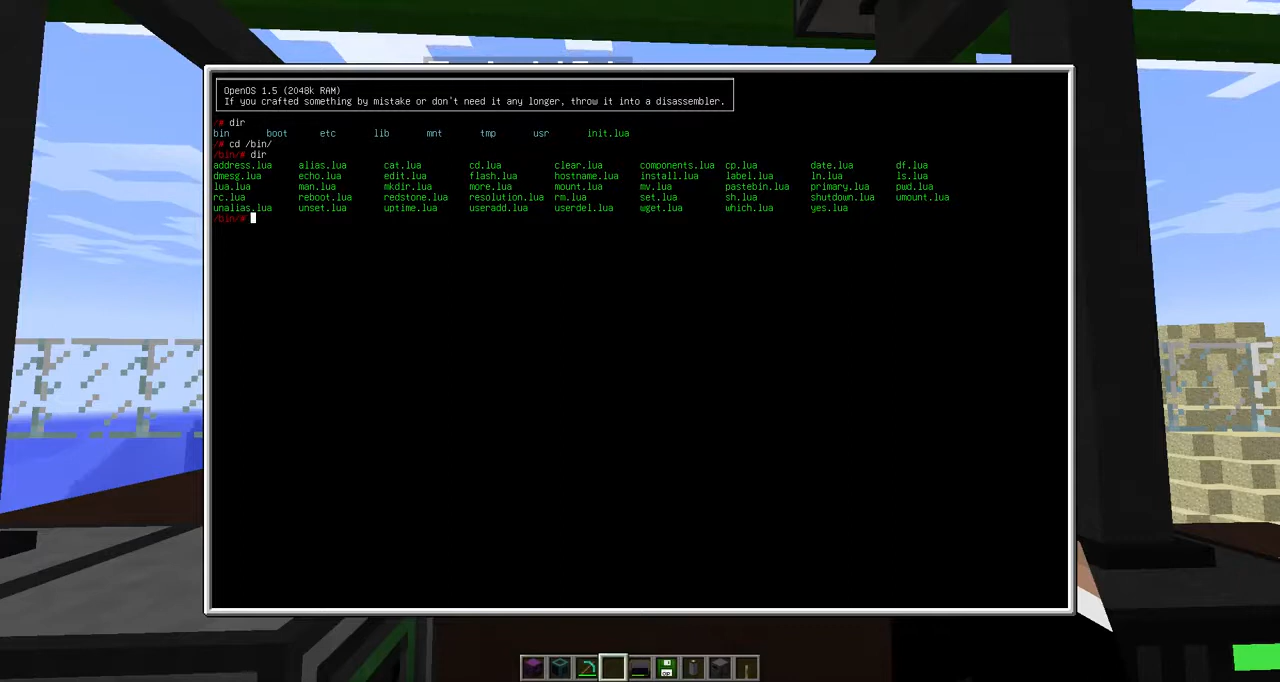 OpenOS 1.5 (2048k RAM)
If you crafted something by mistake or don't need it any longer, throw it into a disassembler.
/# dir
bin boot etc lib mnt tmp usr init.lua
/# cd /bin/
/bin/# dir
address.lua alias.lua cat.lua cd.lua clear.lua components.lua cp.lua date.lua df.lua
dmesg.lua echo.lua edit.lua flash.lua hostname.lua install.lua label.lua ln.lua ls.lua
lua.lua man.lua mkdir.lua more.lua mount.lua mv.lua pastebin.lua primary.lua pwd.lua
rc.lua reboot.lua redstone.lua resolution.lua rm.lua set.lua sh.lua shutdown.lua umount.lua
unalias.lua unset.lua uptime.lua useradd.lua userdel.lua wget.lua which.lua yes.lua
/bin/#